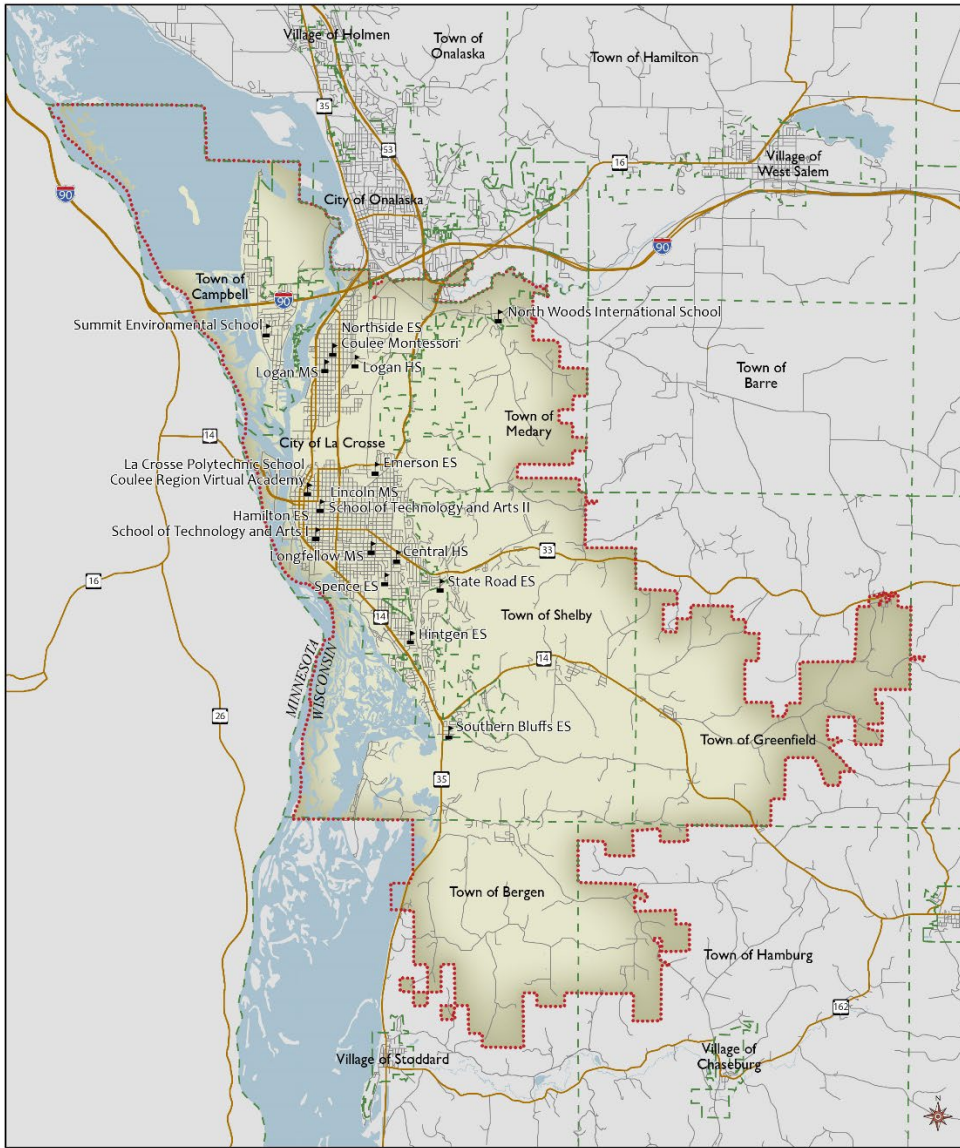 Village of Holmen
Town of
Onalaska
Town of Hamilton
35
53
16
Village of
West Salem
90
City of Onalaska
90
Town of
Campbell
90
Summit Environmental School
Northside ES
Coulee Montessori
Logan MS
Logan HS
North Woods International School
Town of
Barre
Town of
Medary
14
City of La Crosse
La Crosse Polytechnic School
Coulee Region Virtual Academy
Emerson ES
Lincoln MS
School of Technology and Arts II
Hamilton ES
School of Technology and Arts I
Longfellow MS
Central HS
33
16
Spence ES
State Road ES
14
Town of Shelby
Hintgen ES
14
MINNESOTA
WISCONSIN
26
Southern Bluffs ES
Town of Greenfield
35
Town of Bergen
Town of Hamburg
162
Village of Stoddard
Village of
Chaseburg